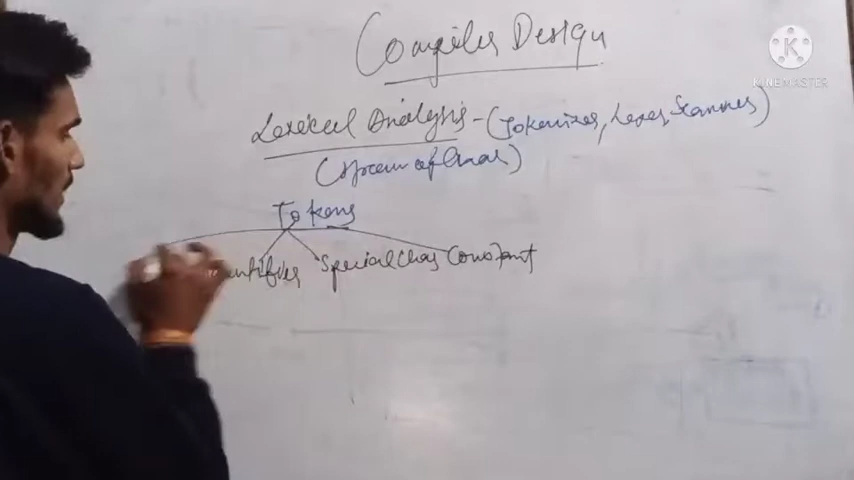 Compiler Design
KINEMASTER
Lexical Analysis - (Tokenizer, Lexer, Scanner)
(Stream of Char)
Tokens
Special Char Constant